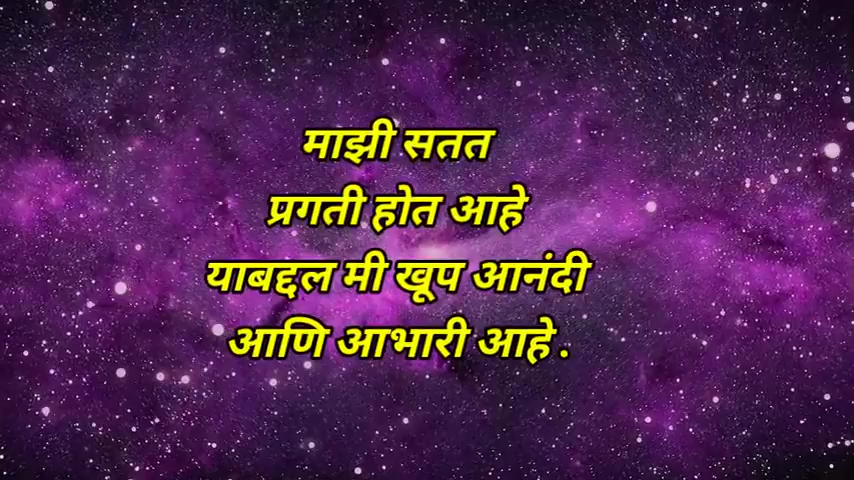 माझी सतत
प्रगती होत आहे
याबद्दल मी खूप आनंदी
आणि आभारी आहे.